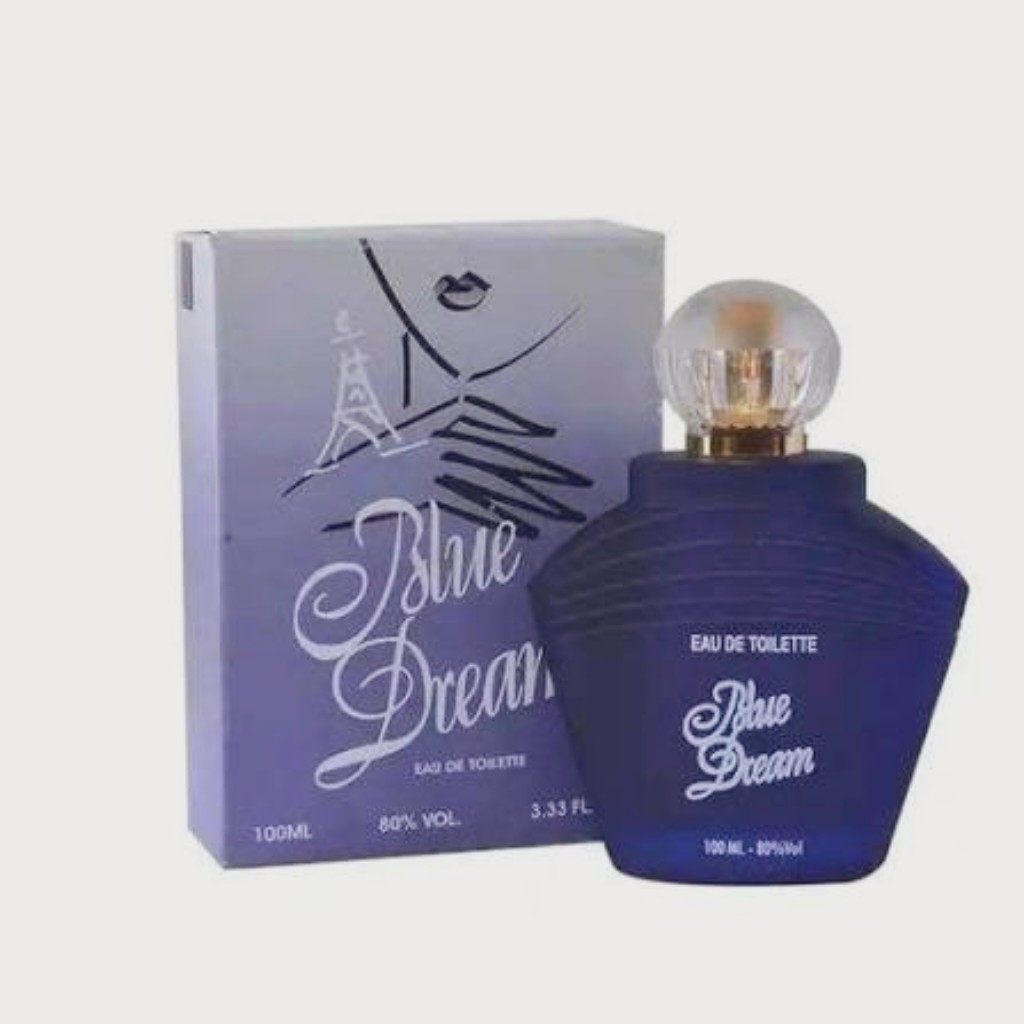 Blue
Dream
EAU DE TOILETTE
100ML 80% VOL. 3.33 FL
EAU DE TOILETTE
Blue
Dream
100 ML - 80%Vol